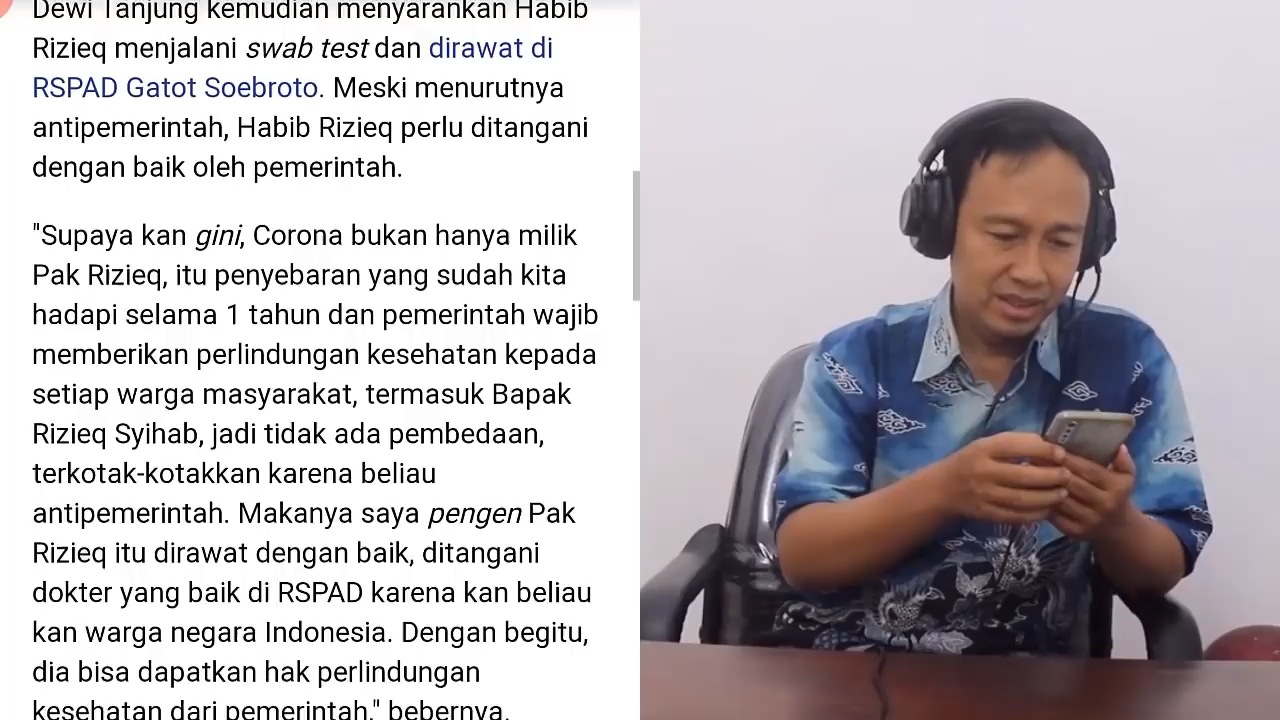 Dewi Tanjung kemudian menyarankan Habib
Rizieq menjalani swab test dan dirawat di
RSPAD Gatot Soebroto. Meski menurutnya
antipemerintah, Habib Rizieq perlu ditangani
dengan baik oleh pemerintah.
"Supaya kan gini, Corona bukan hanya milik
Pak Rizieq, itu penyebaran yang sudah kita
hadapi selama 1 tahun dan pemerintah wajib
memberikan perlindungan kesehatan kepada
setiap warga masyarakat, termasuk Bapak
Rizieq Syihab, jadi tidak ada pembedaan,
terkotak-kotakkan karena beliau
antipemerintah. Makanya saya pengen Pak
Rizieq itu dirawat dengan baik, ditangani
dokter yang baik di RSPAD karena kan beliau
kan warga negara Indonesia. Dengan begitu,
dia bisa dapatkan hak perlindungan
kesehatan dari pemerintah," bebernya.